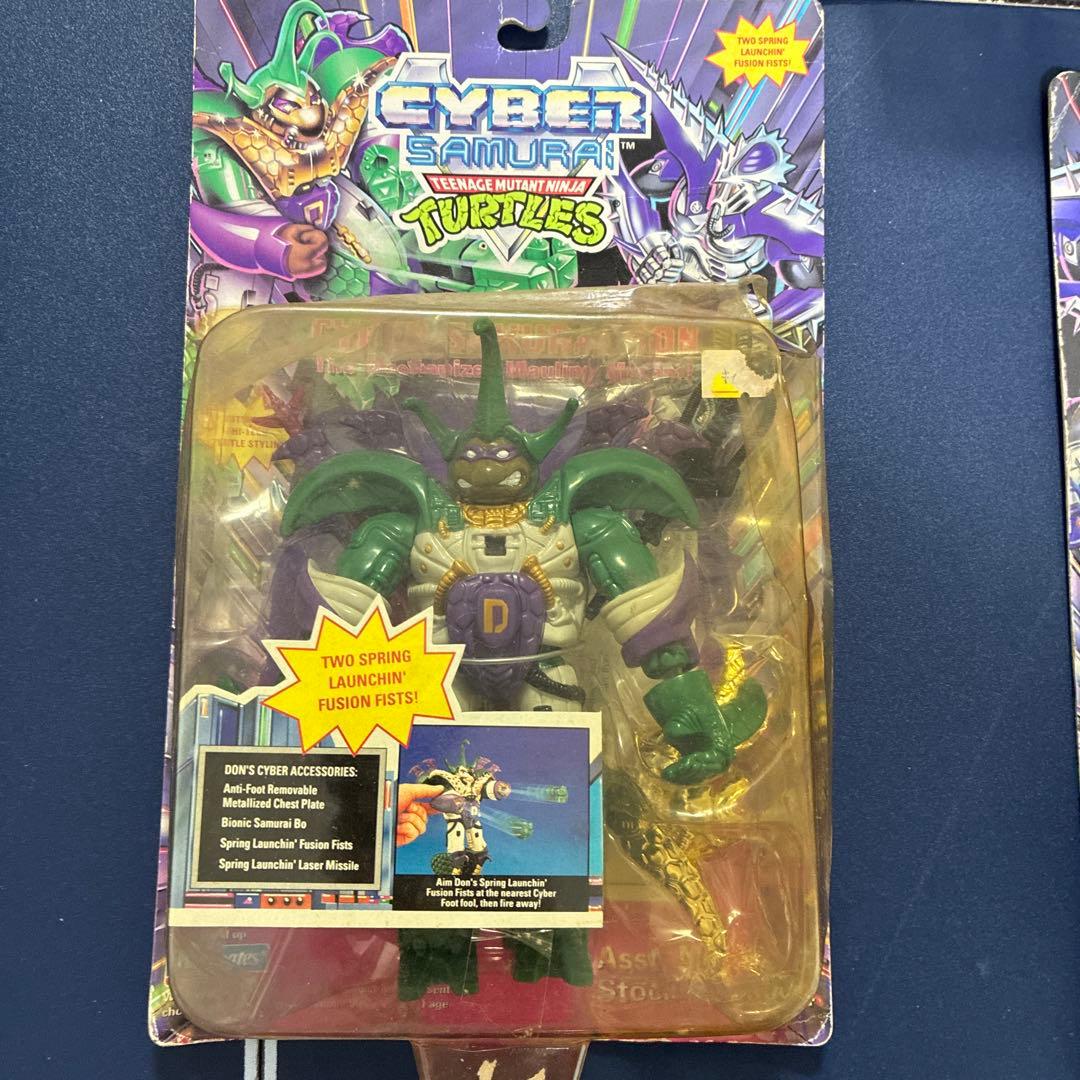 TWO SPRING
LAUNCHIN'
FUSION FISTS!
CYBER
SAMURAI™
TEENAGE MUTANT NINJA
TURTLES
D
TWO SPRING
LAUNCHIN'
FUSION FISTS!
DON'S CYBER ACCESSORIES:
Anti-Foot Removable
Metallized Chest Plate
Bionic Samurai Bo
Spring Launchin' Fusion Fists
Spring Launchin' Laser Missile
Aim Don's Spring Launchin'
Fusion Fists at the nearest Cyber
Foot fool, then fire away!